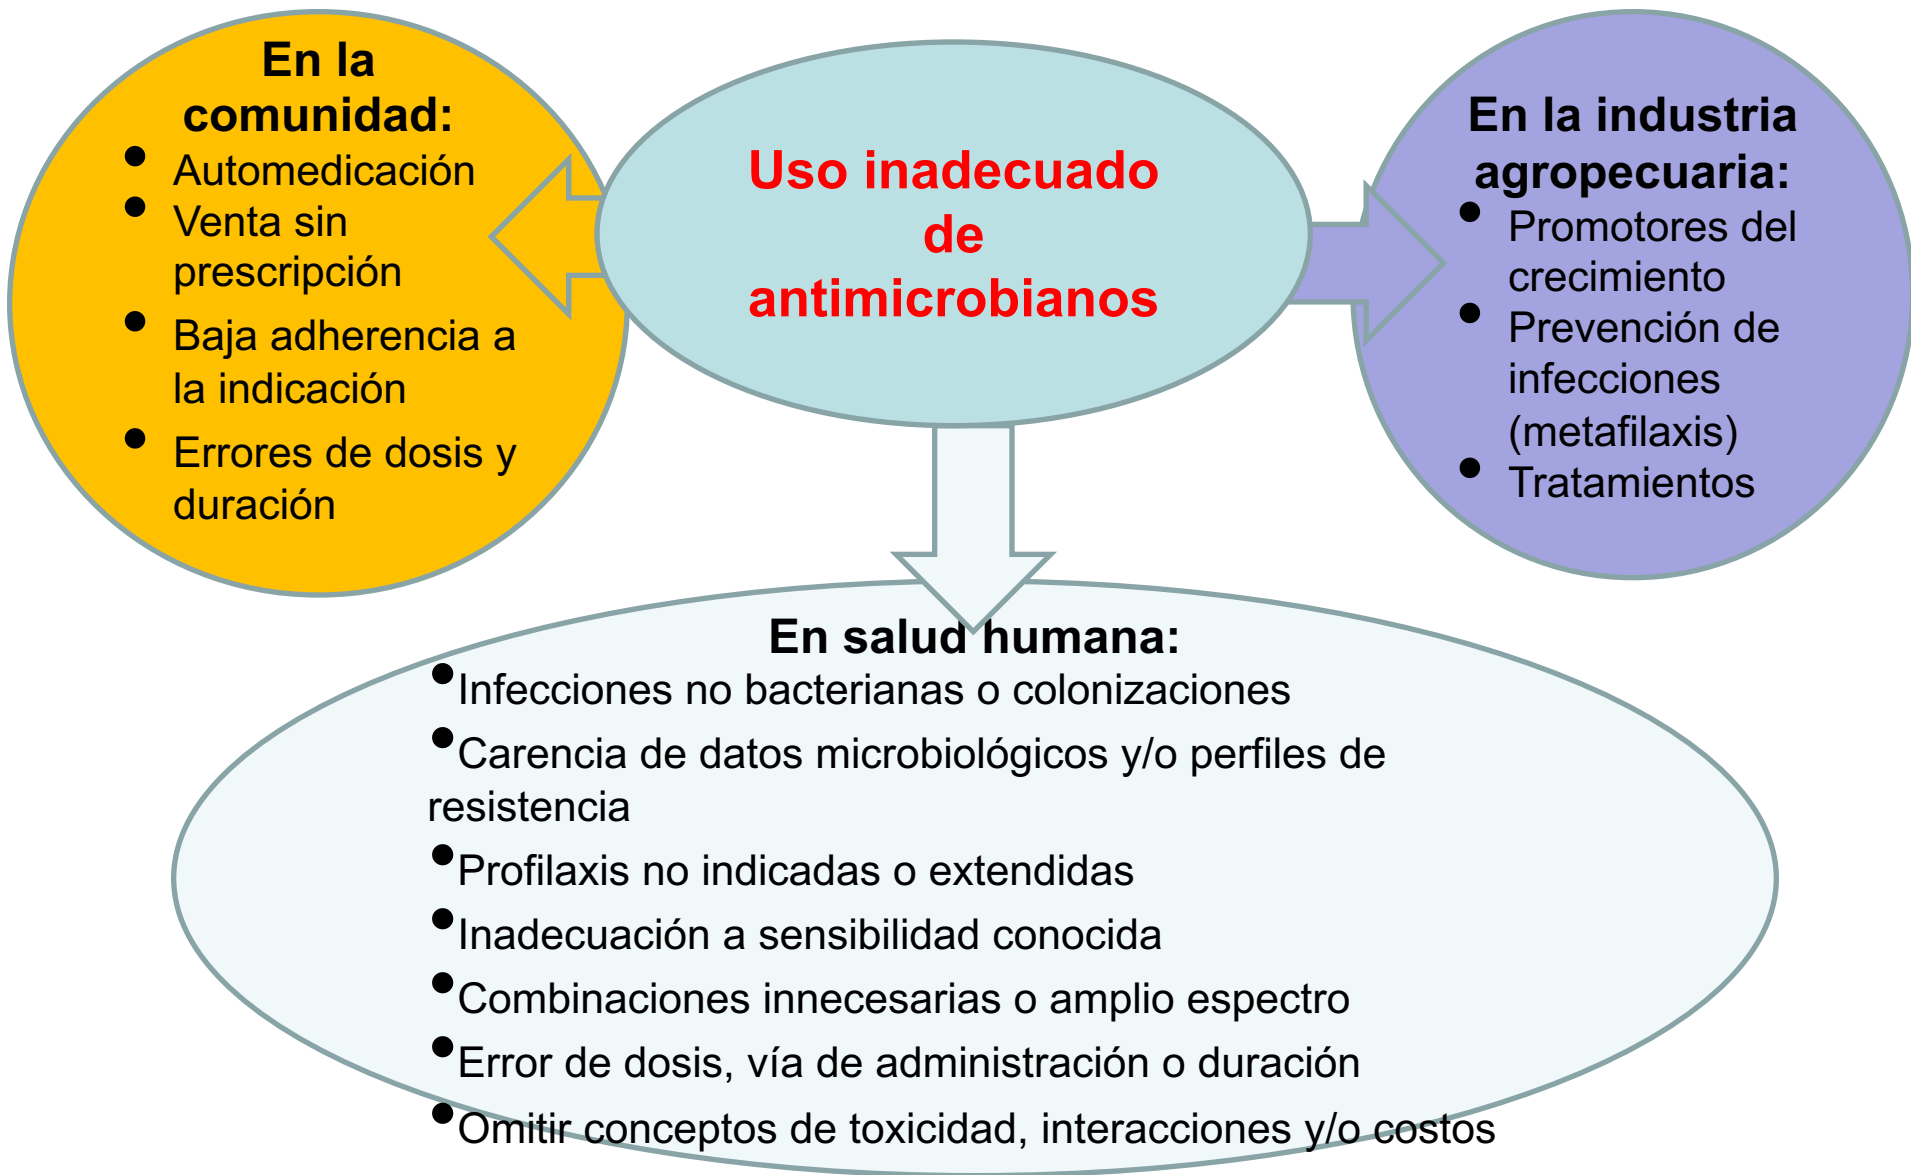 En la
comunidad:
• Automedicación
• Venta sin
prescripción
• Baja adherencia a
la indicación
• Errores de dosis y
duración
Uso inadecuado
de
antimicrobianos
En la industria
agropecuaria:
• Promotores del
crecimiento
• Prevención de
infecciones
(metafilaxis)
• Tratamientos
En salud humana:
•Infecciones no bacterianas o colonizaciones
•Carencia de datos microbiológicos y/o perfiles de
resistencia
•Profilaxis no indicadas o extendidas
•Inadecuación a sensibilidad conocida
•Combinaciones innecesarias o amplio espectro
•Error de dosis, vía de administración o duración
•Omitir conceptos de toxicidad, interacciones y/o costos